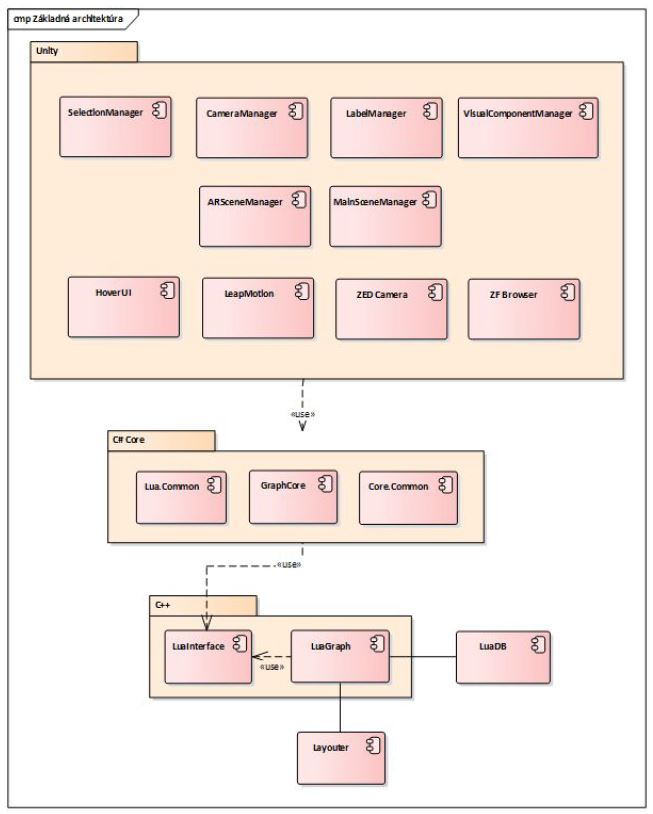 cmp Základná architektúra
Unity
SelectionManager
CameraManager
LabelManager
VisualComponentManager
ARSceneManager
MainSceneManager
HoverUI
LeapMotion
ZED Camera
ZF Browser
«use»
C# Core
Lua.Common
GraphCore
Core.Common
«use»
C++
LuaInterface
LuaGraph
LuaDB
«use»
Layouter